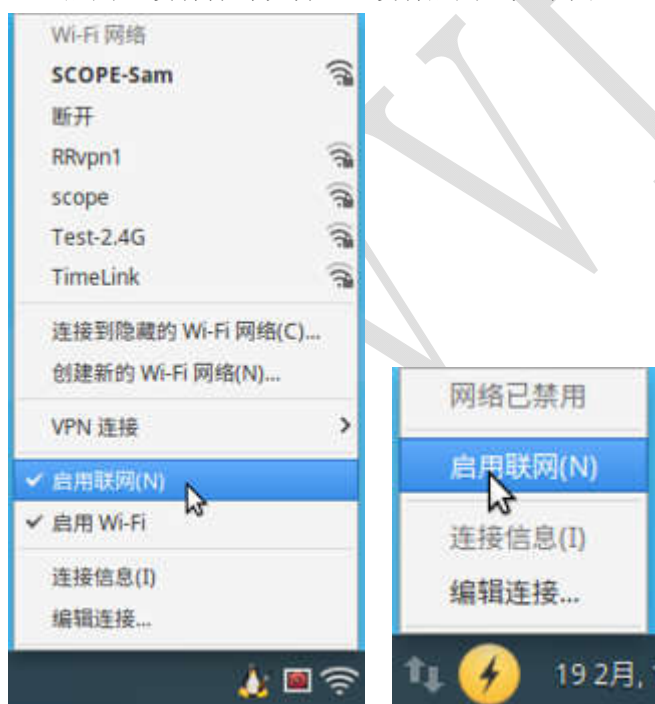 Wi-Fi 网络
SCOPE-Sam
断开
RRvpn1
scope
Test-2.4G
TimeLink
连接到隐藏的 Wi-Fi 网络(C)...
创建新的 Wi-Fi 网络(N)...
VPN 连接
启用联网(N)
启用 Wi-Fi
连接信息(I)
编辑连接...
网络已禁用
启用联网(N)
连接信息(I)
编辑连接...
19 2月,